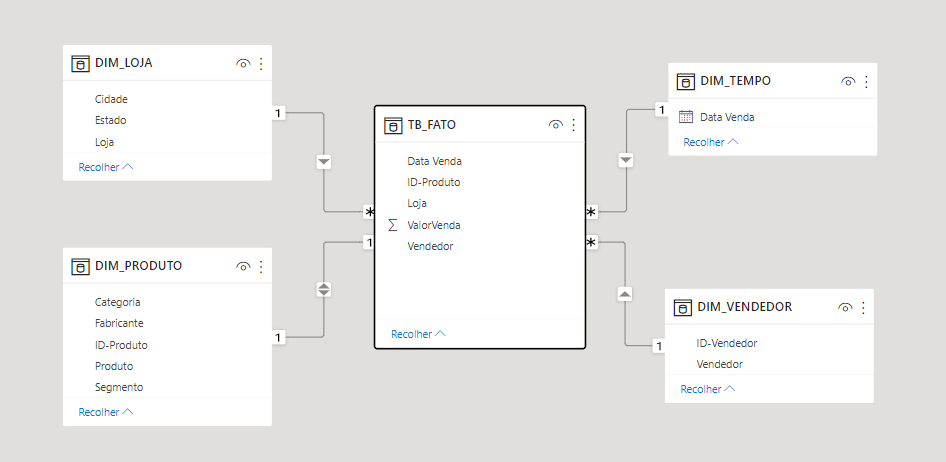 DIM_LOJA
Cidade
Estado
Loja
Recolher
1
DIM_PRODUTO
Categoria
Fabricante
ID-Produto
Produto
Segmento
Recolher
1
TB_FATO
Data Venda
ID-Produto
Loja
∑ ValorVenda
Vendedor
Recolher
*
1
*
*
DIM_TEMPO
Data Venda
Recolher
1
DIM_VENDEDOR
ID-Vendedor
Vendedor
Recolher
1